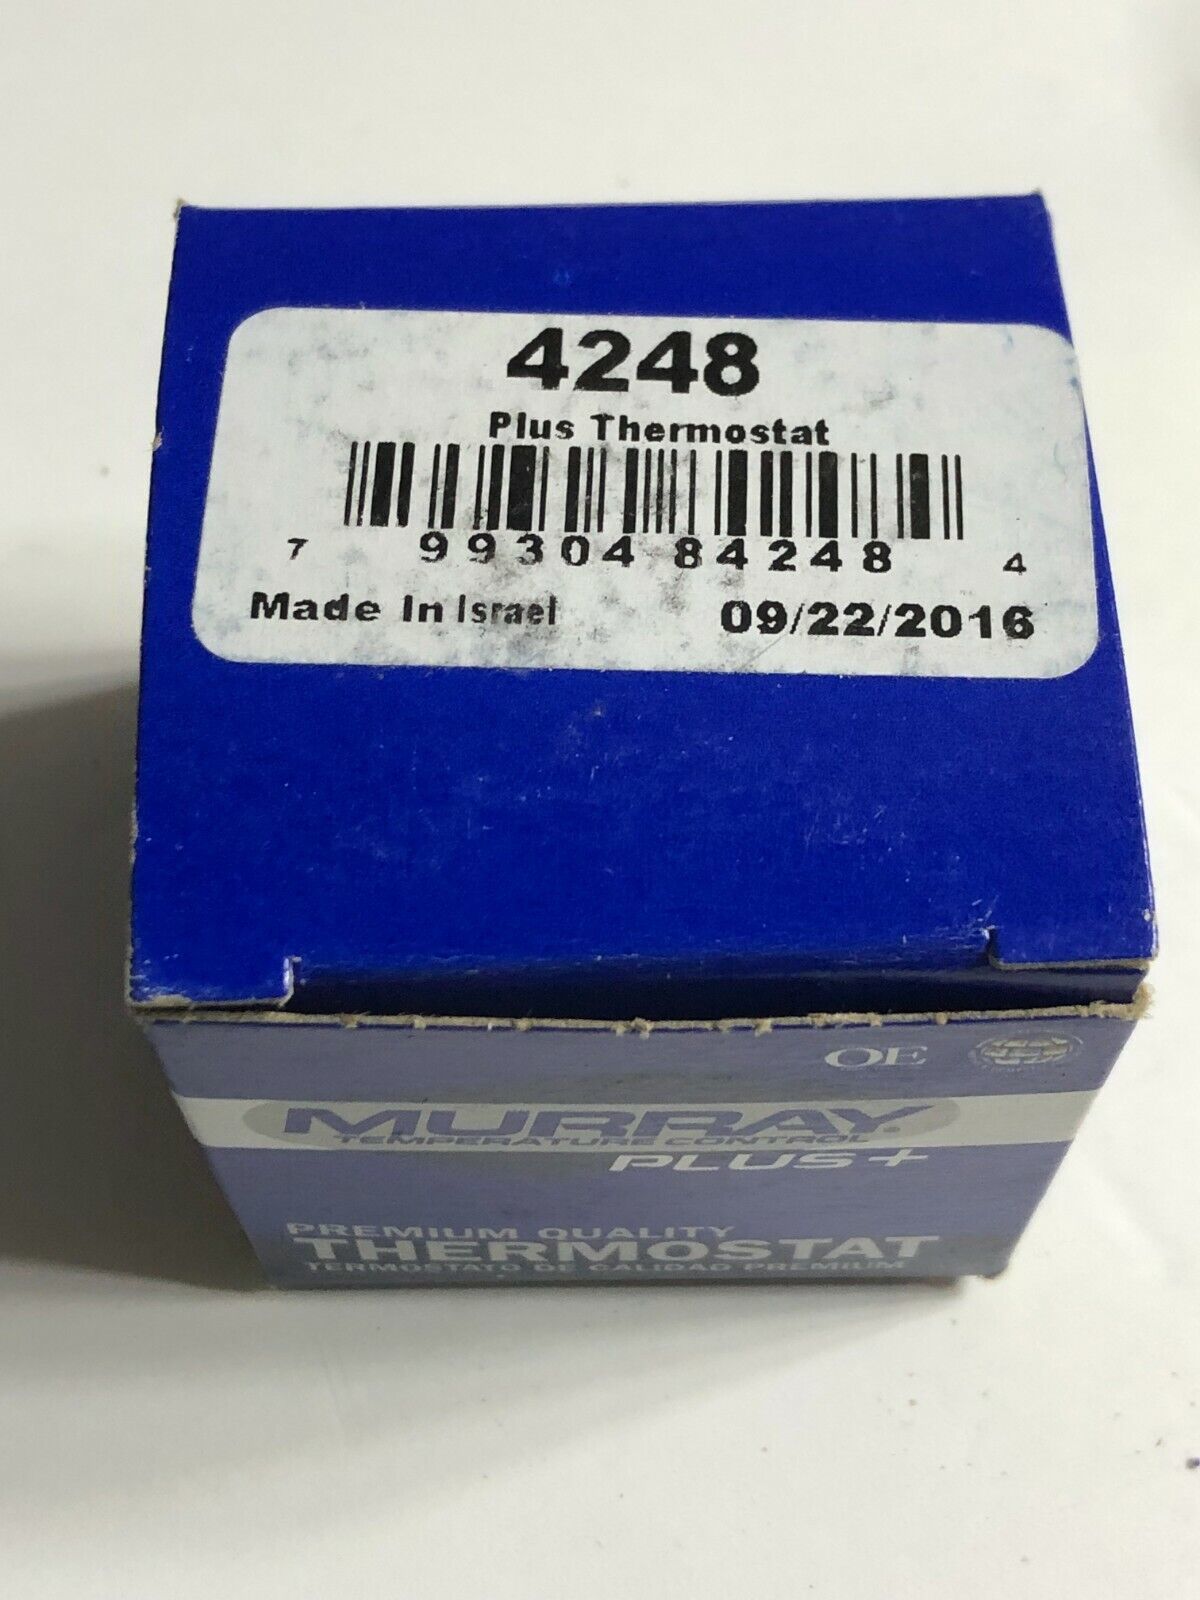 4248
Plus Thermostat
7 99304 84248 4
Made In Israel 09/22/2016
OE
MURRAY®
TEMPERATURE CONTROL
PLUS+
PREMIUM QUALITY
THERMOSTAT
TERMOSTATO DE CALIDAD PREMIUM